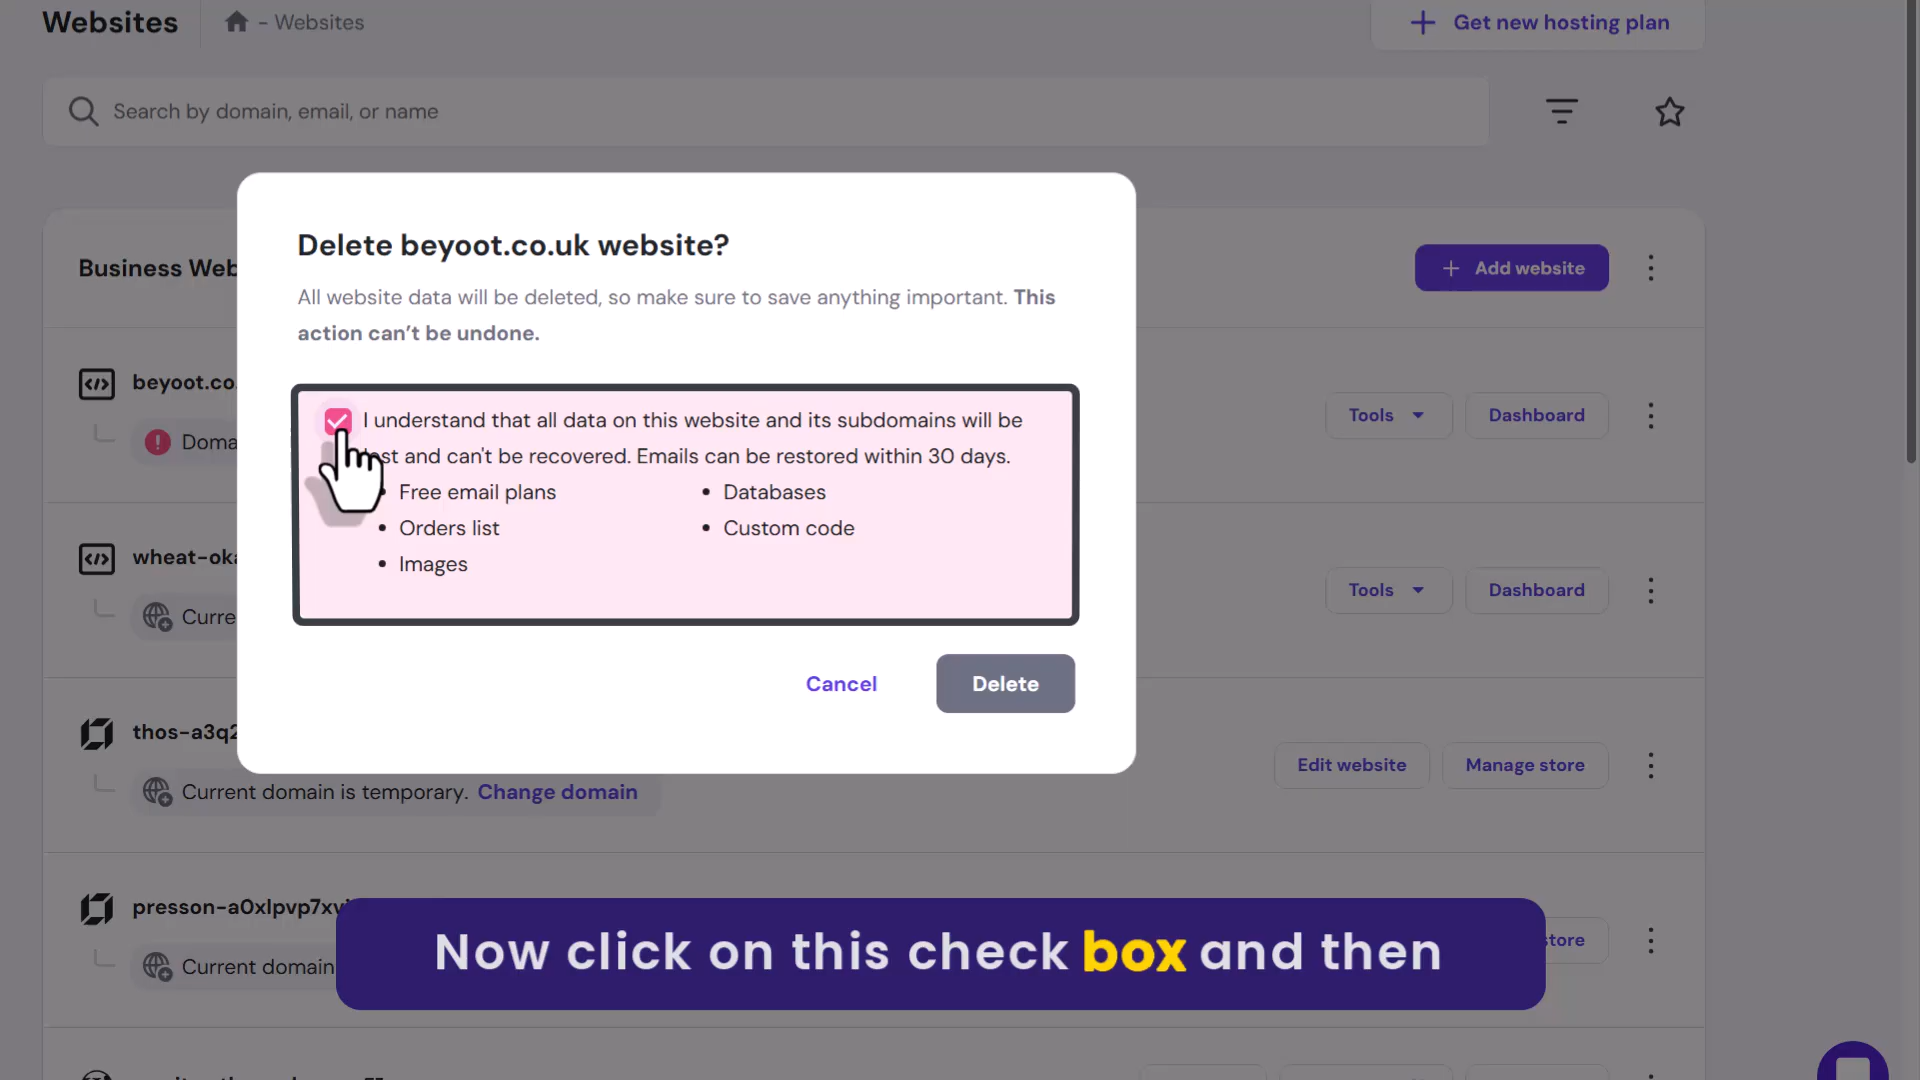 Websites
- Websites
Get new hosting plan
Search by domain, email, or name
Delete beyoot.co.uk website?
All website data will be deleted, so make sure to save anything important. This
action can't be undone.
I understand that all data on this website and its subdomains will be
and can't be recovered. Emails can be restored within 30 days.
• Free email plans
• Databases
• Orders list
• Custom code
• Images
Cancel
Delete
Business Web
+ Add website
beyoot.co.
Tools
Dashboard
Doma
wheat-oka
Tools
Dashboard
Curre
thos-a3q2
Edit website
Manage store
Current domain is temporary. Change domain
presson-a0xlpvp7xv
store
Current domain
Now click on this check box and then